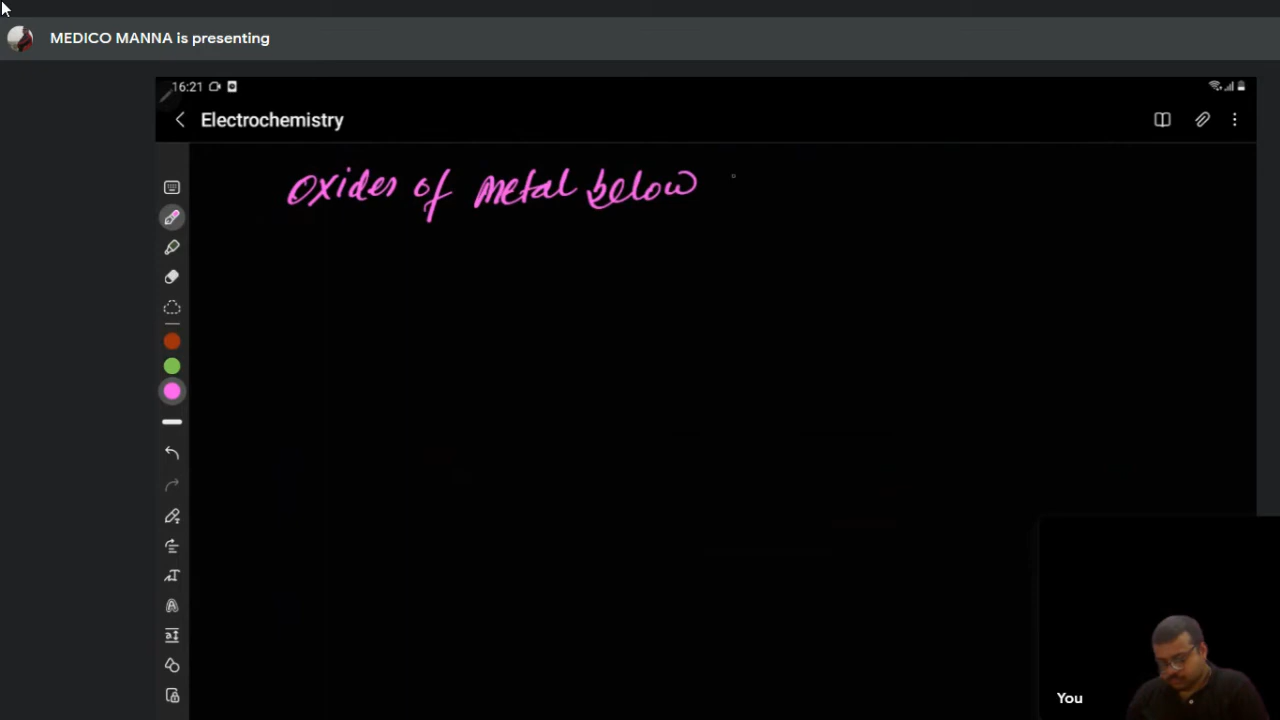 MEDICO MANNA is presenting
16:21
Electrochemistry
oxides of metal below
You